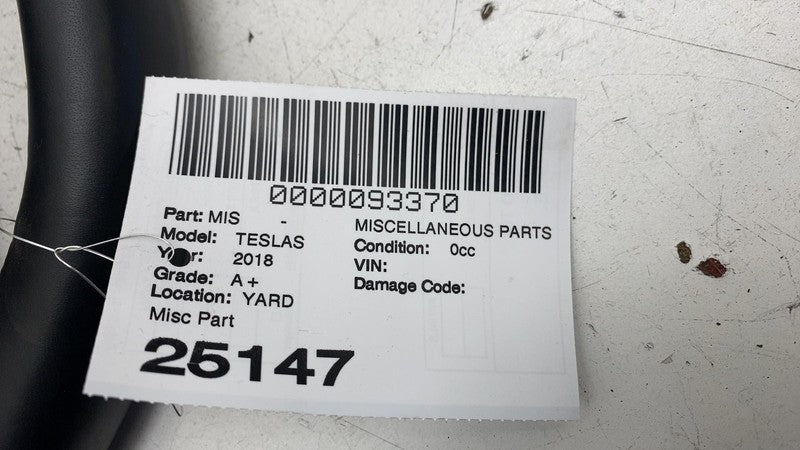 0000093370
Part: MIS - MISCELLANEOUS PARTS
Model: TESLAS Condition: 0cc
Year: 2018 VIN:
Grade: A+ Damage Code:
Location: YARD
Misc Part
25147